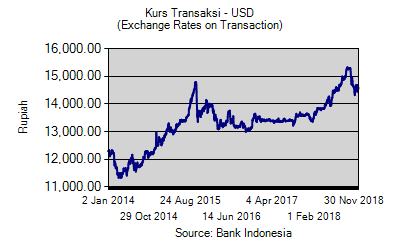 Kurs Transaksi - USD
(Exchange Rates on Transaction)
Rupiah
16,000.00
15,000.00
14,000.00
13,000.00
12,000.00
11,000.00
2 Jan 2014 24 Aug 2015 4 Apr 2017 30 Nov 2018
29 Oct 2014 14 Jun 2016 1 Feb 2018
Source: Bank Indonesia